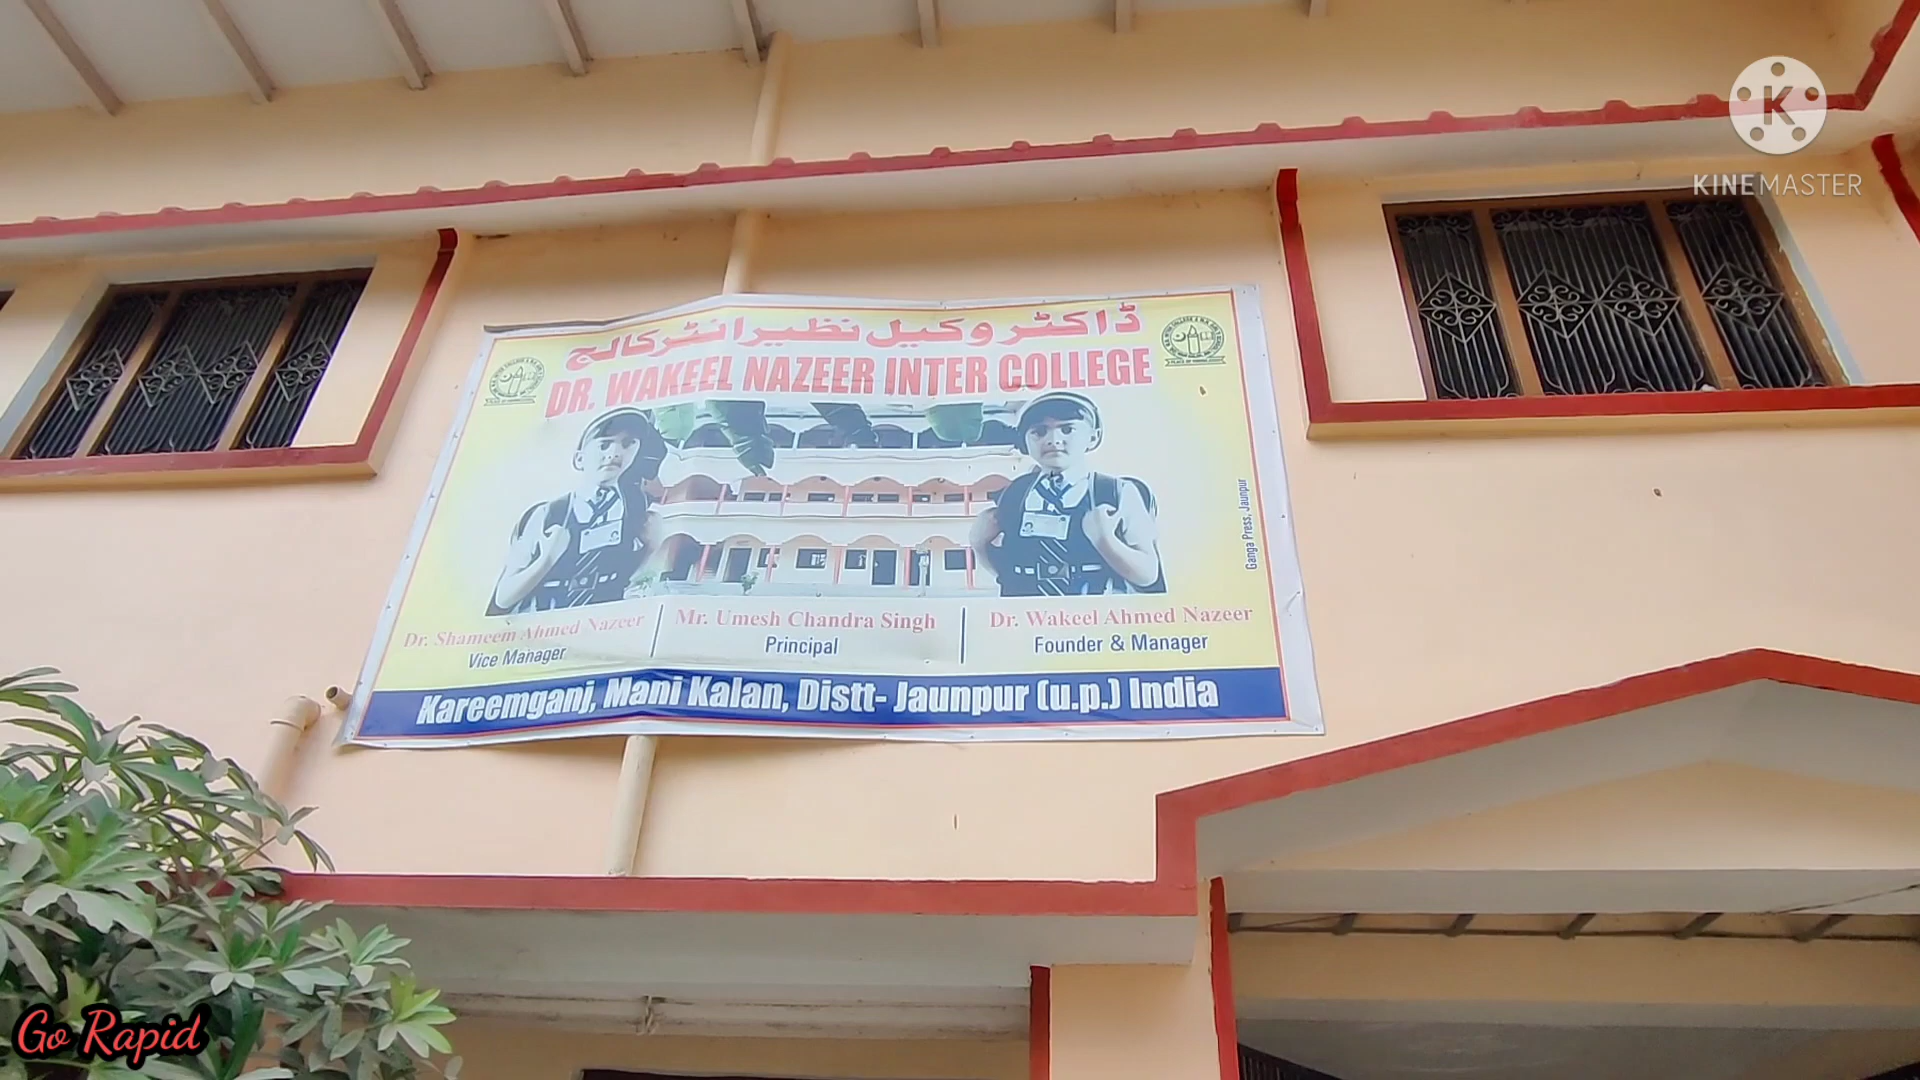 KINEMASTER
ڈاکٹر وکیل نظیر انٹر کالج
DR. WAKEEL NAZEER INTER COLLEGE
Ganga Press, Jaunpur
Dr. Shameem Ahmed Nazeer
Vice Manager
Mr. Umesh Chandra Singh
Principal
Dr. Wakeel Ahmed Nazeer
Founder & Manager
Kareemganj, Mani Kalan, Distt- Jaunpur (u.p.) India
Go Rapid